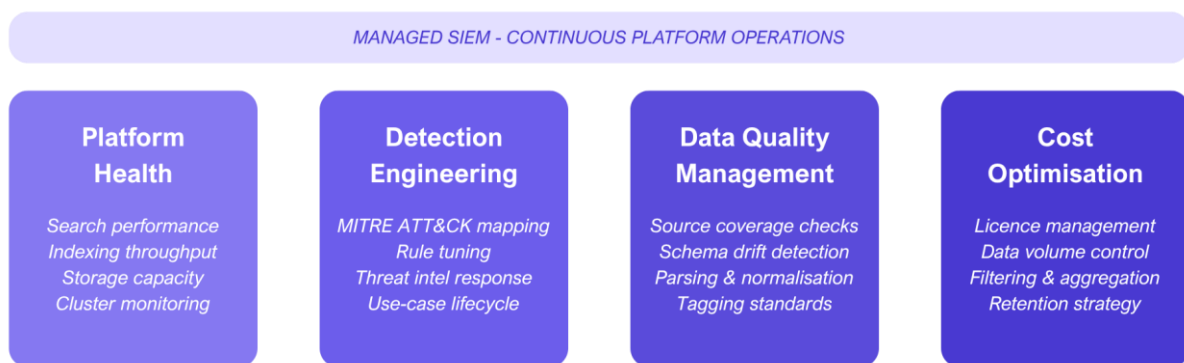 MANAGED SIEM - CONTINUOUS PLATFORM OPERATIONS
Platform
Health
Search performance
Indexing throughput
Storage capacity
Cluster monitoring
Detection
Engineering
MITRE ATT&CK mapping
Rule tuning
Threat intel response
Use-case lifecycle
Data Quality
Management
Source coverage checks
Schema drift detection
Parsing & normalisation
Tagging standards
Cost
Optimisation
Licence management
Data volume control
Filtering & aggregation
Retention strategy